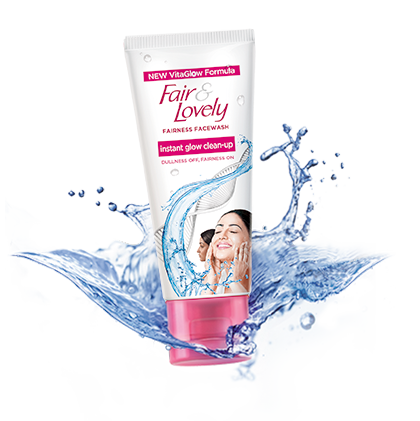 NEW VitaGlow Formula
Fair &
Lovely
FAIRNESS FACEWASH
instant glow clean-up
DULLNESS OFF, FAIRNESS ON